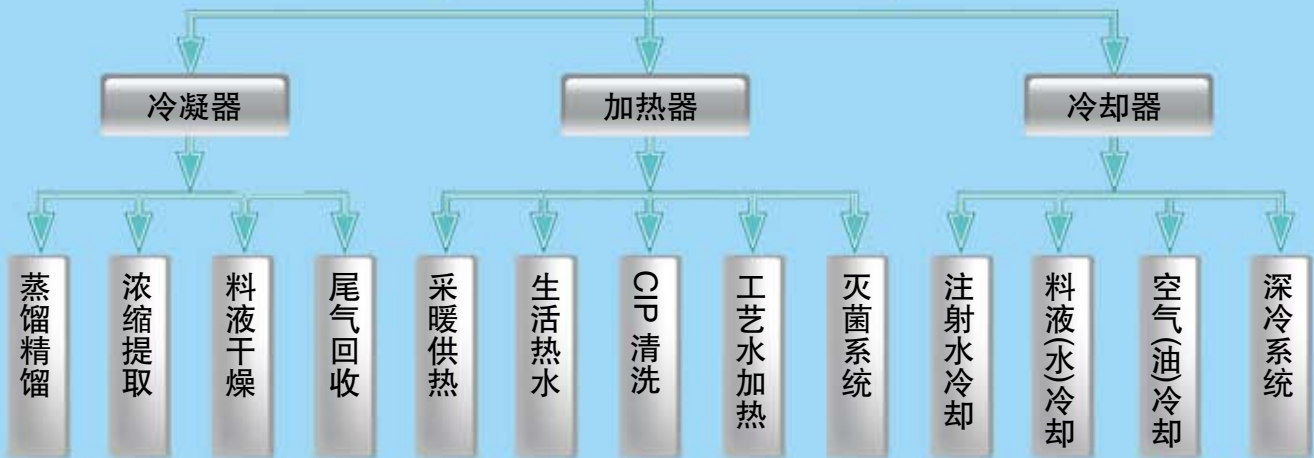 冷凝器
加热器
冷却器
蒸馏精馏
浓缩提取
料液干燥
尾气回收
采暖供热
生活热水
CIP 清洗
工艺水加热
灭菌系统
注射水冷却
料液(水)冷却
空气(油)冷却
深冷系统